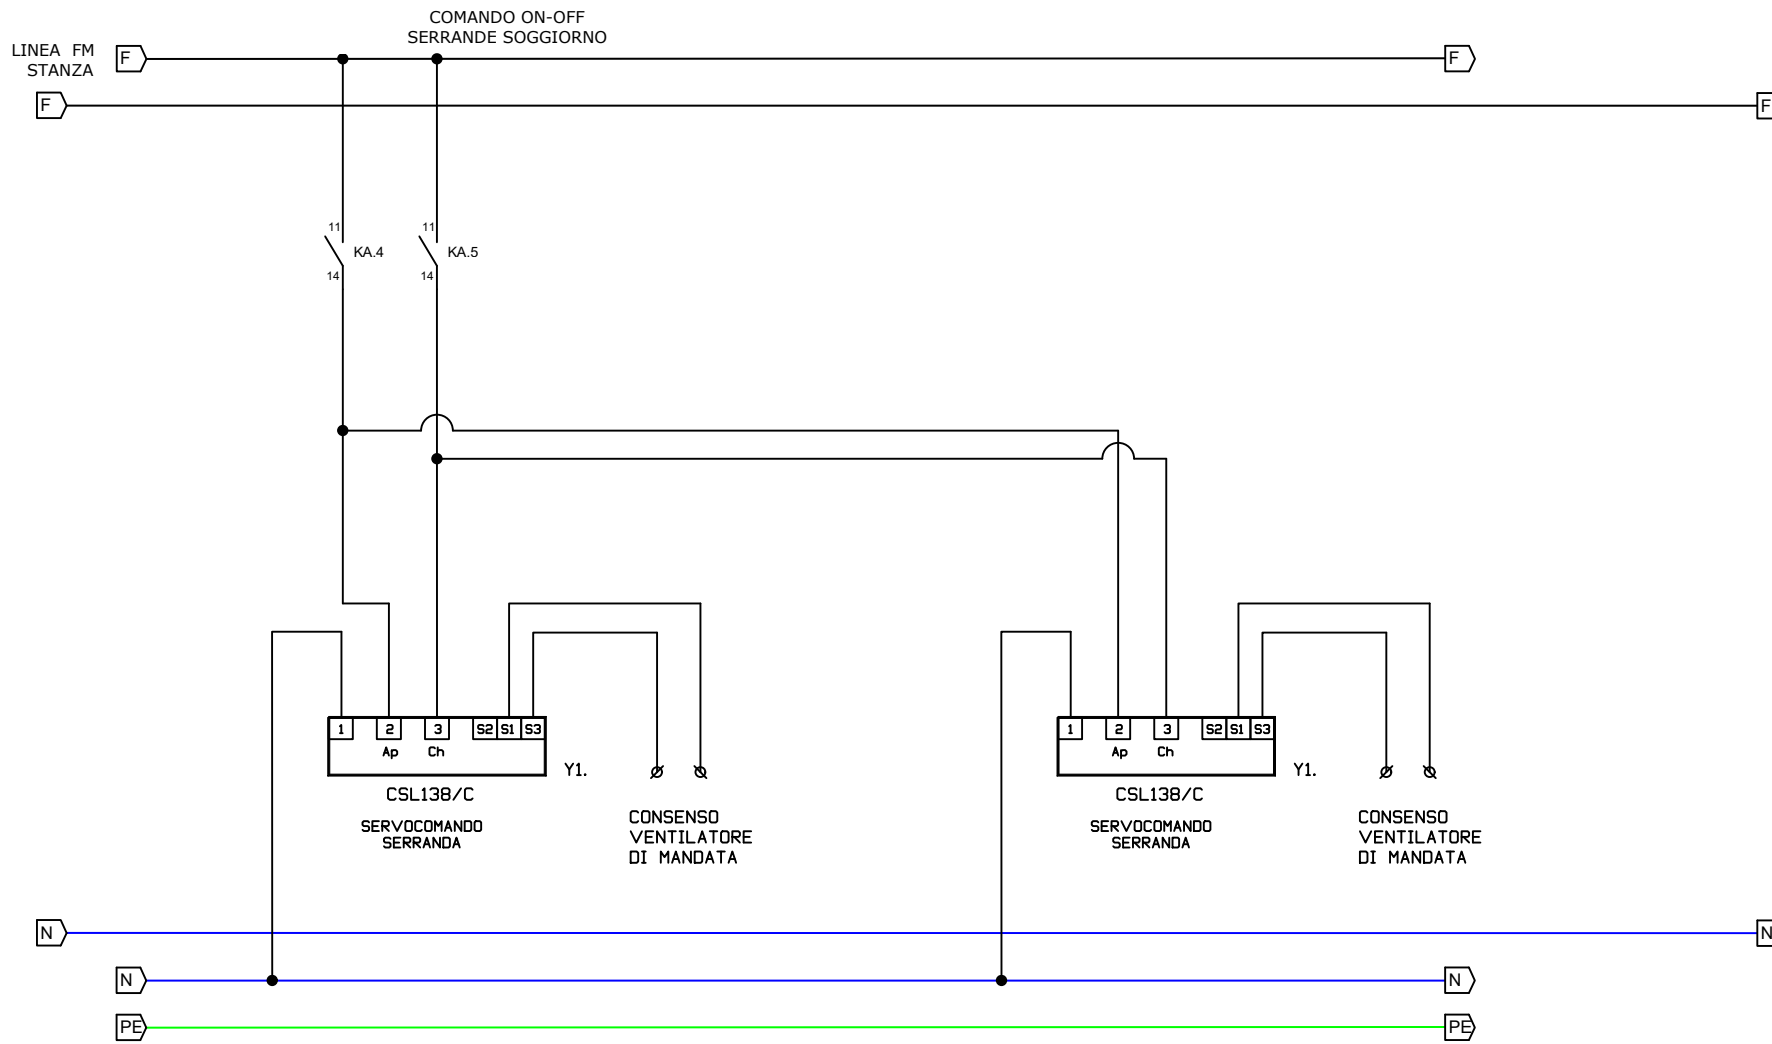 COMANDO ON-OFF
SERRANDE SOGGIORNO
LINEA FM
STANZA
F
F
F
F
11
KA.4
14
11
KA.5
14
1
2
3
S2
S1
S3
Ap
Ch
Y1.
CSL138/C
SERVOCOMANDO
SERRANDA
CONSENSO
VENTILATORE
DI MANDATA
1
2
3
S2
S1
S3
Ap
Ch
Y1.
CSL138/C
SERVOCOMANDO
SERRANDA
CONSENSO
VENTILATORE
DI MANDATA
N
N
N
N
PE
PE